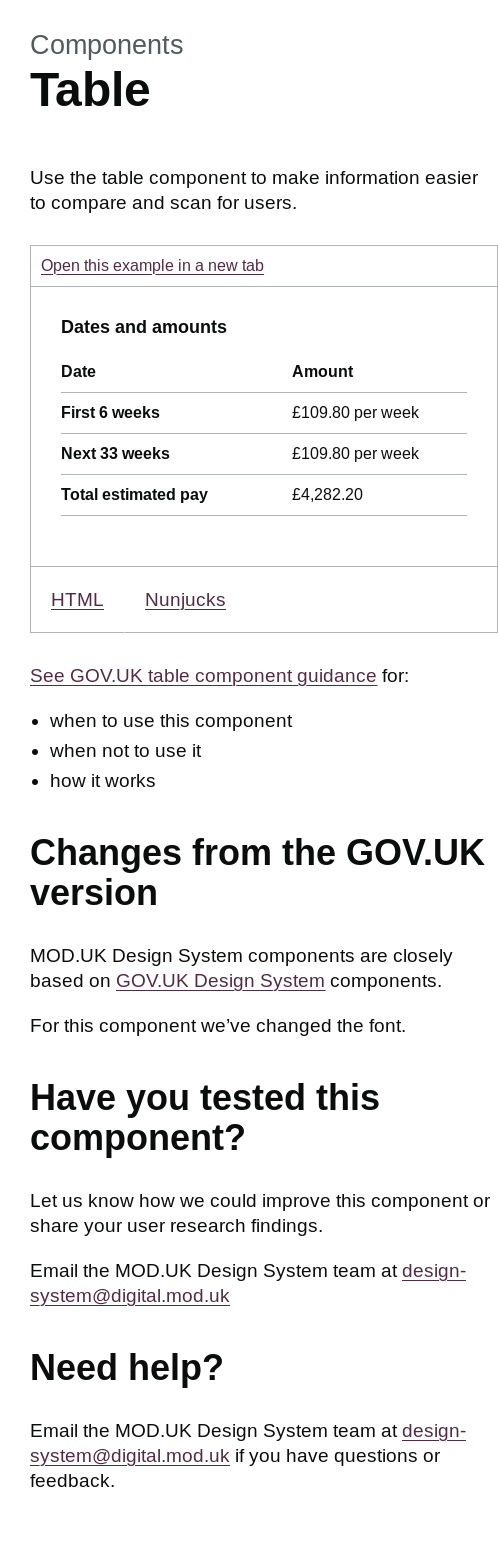 Components
Table
Use the table component to make information easier
to compare and scan for users.
Open this example in a new tab
Dates and amounts
Date Amount
First 6 weeks £109.80 per week
Next 33 weeks £109.80 per week
Total estimated pay £4,282.20
HTML Nunjucks
See GOV.UK table component guidance for:
• when to use this component
• when not to use it
• how it works
Changes from the GOV.UK
version
MOD.UK Design System components are closely
based on GOV.UK Design System components.
For this component we’ve changed the font.
Have you tested this
component?
Let us know how we could improve this component or
share your user research findings.
Email the MOD.UK Design System team at design-
system@digital.mod.uk
Need help?
Email the MOD.UK Design System team at design-
system@digital.mod.uk if you have questions or
feedback.